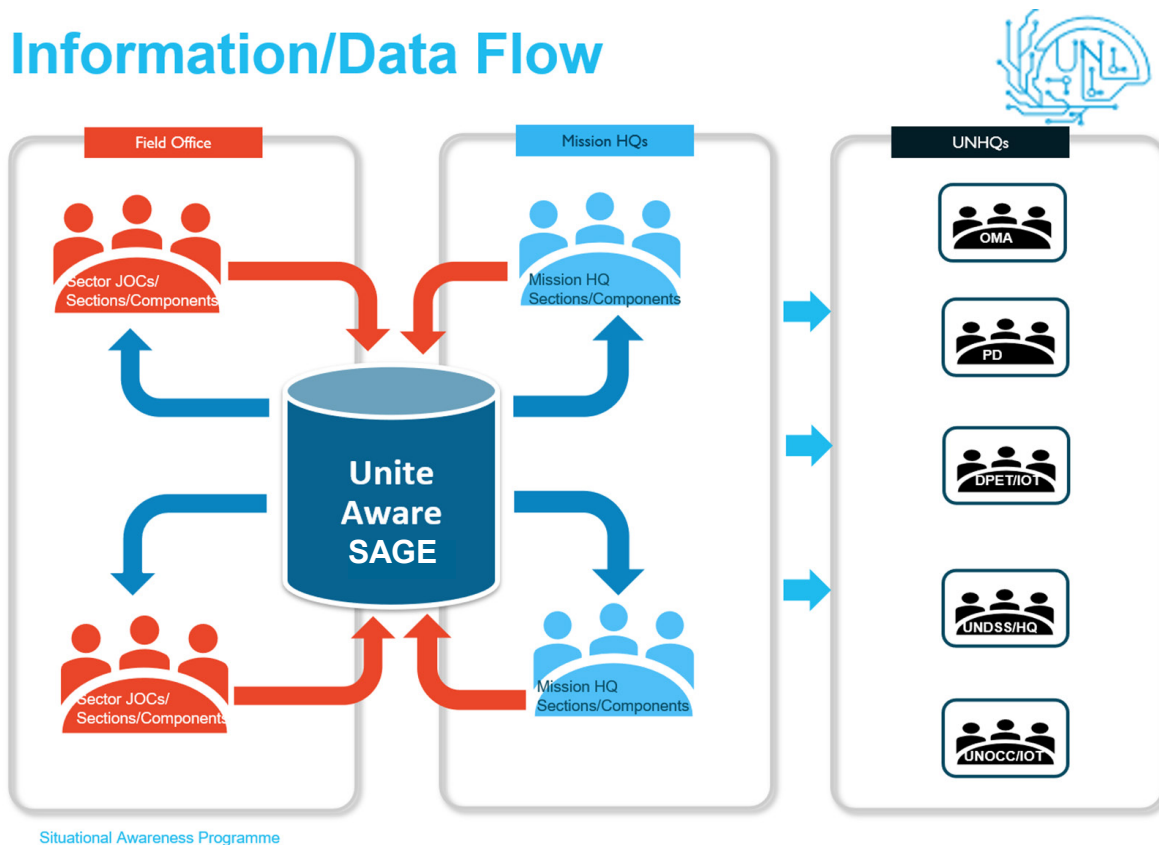 Information/Data Flow
UN
Field Office
Mission HQs
UNHQs
Sector JOCs/
Sections/Components
Mission HQ
Sections/Components
OMA
PD
Unite
Aware
SAGE
DPET/IOT
UNDSS/HQ
Sector JOCs/
Sections/Components
Mission HQ
Sections/Components
UNOCC/IOT
Situational Awareness Programme